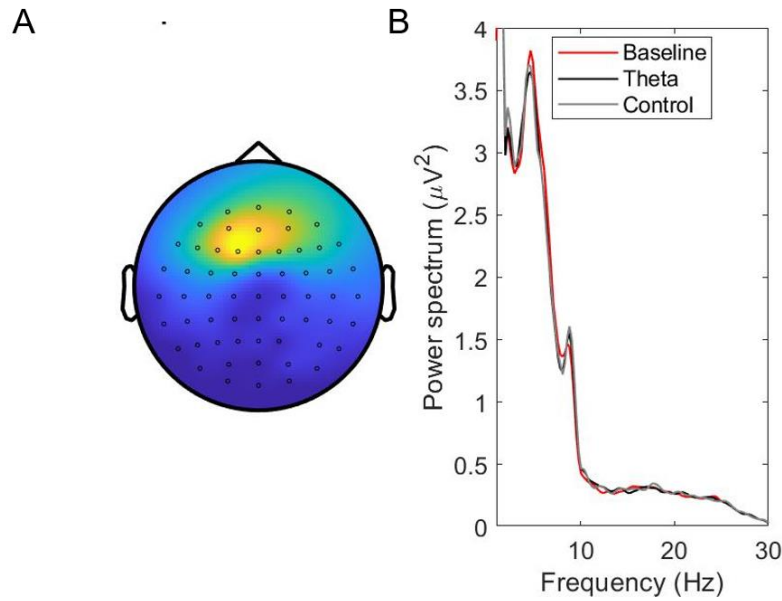 A
B
4
3.5
3
2.5
2
1.5
1
0.5
0
Power spectrum (μV²)
Baseline
Theta
Control
10
20
30
Frequency (Hz)